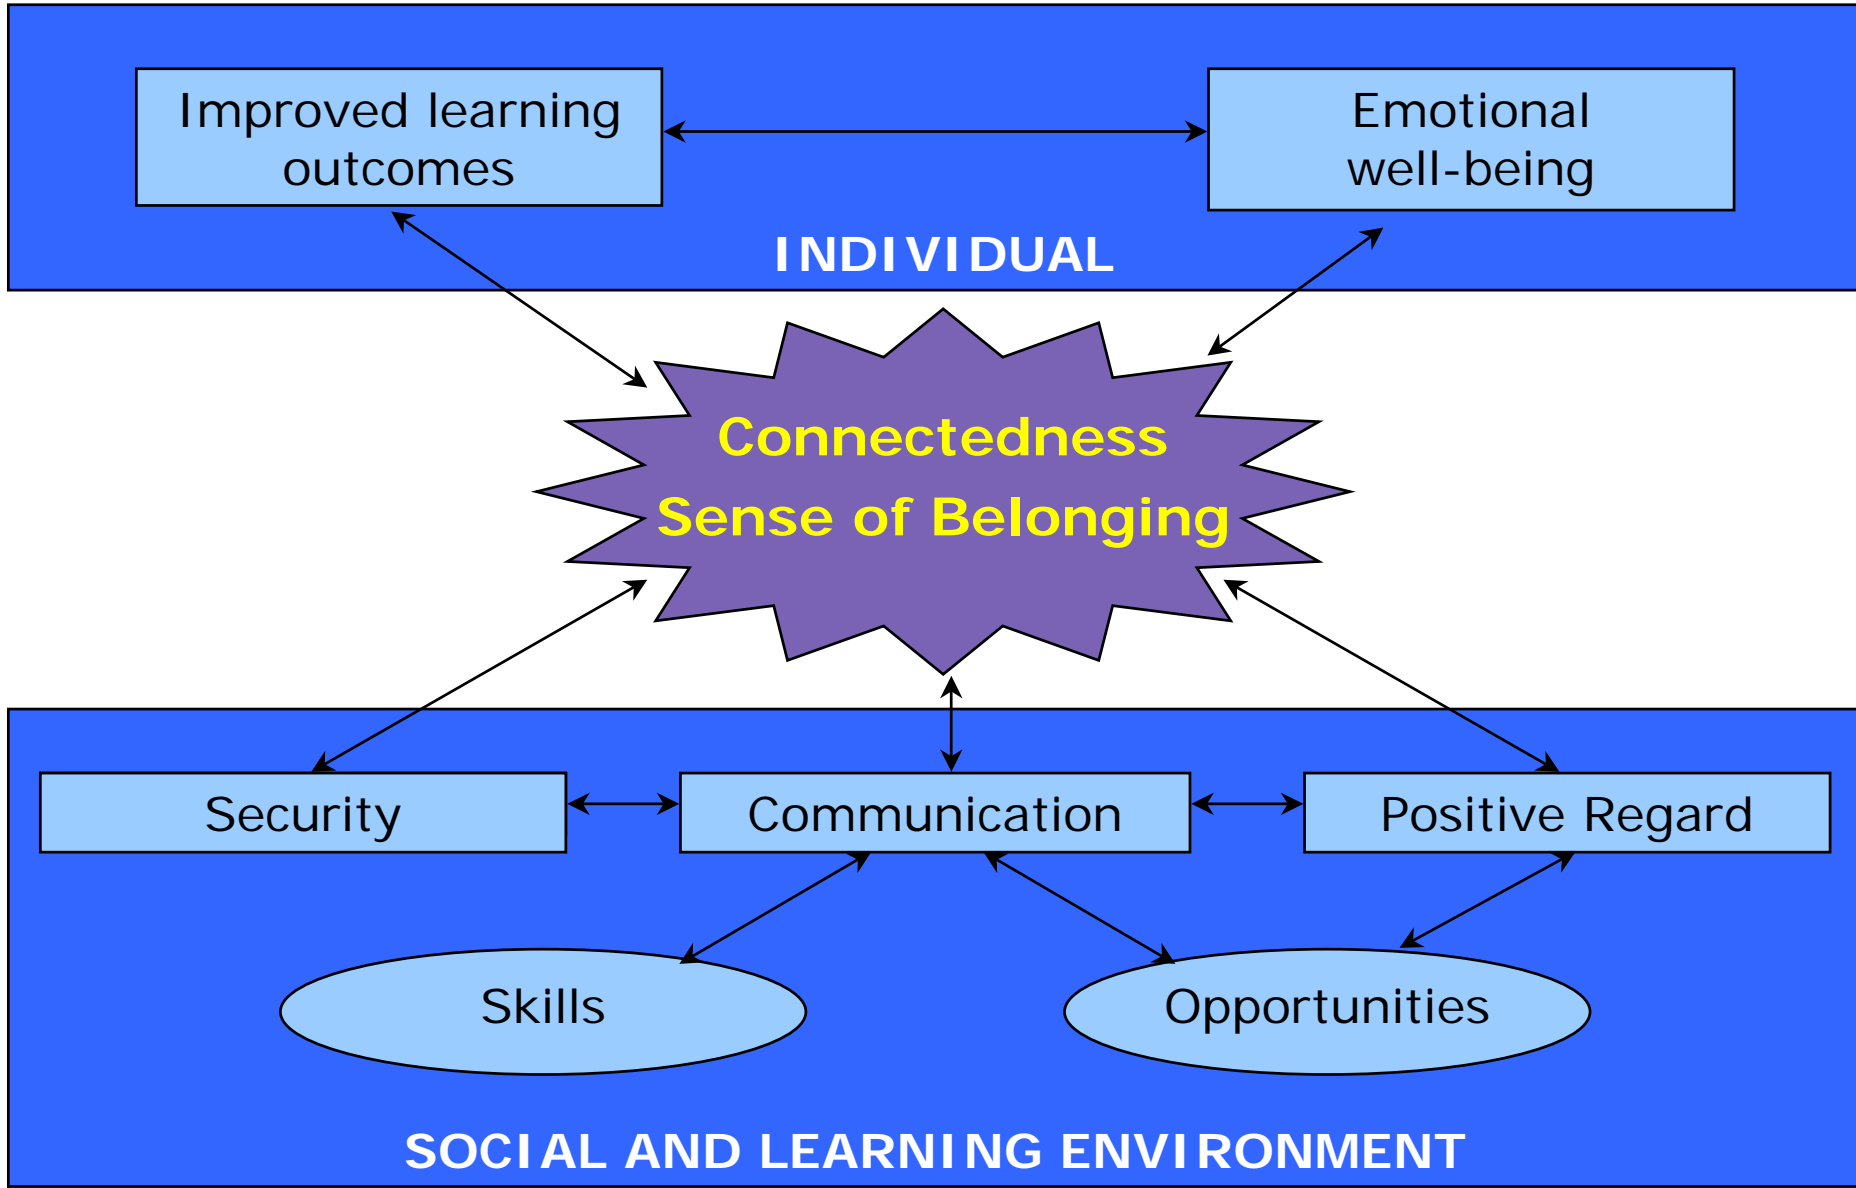 Improved learning
outcomes
Emotional
well-being
INDIVIDUAL
Connectedness
Sense of Belonging
Security
Communication
Positive Regard
Skills
Opportunities
SOCIAL AND LEARNING ENVIRONMENT